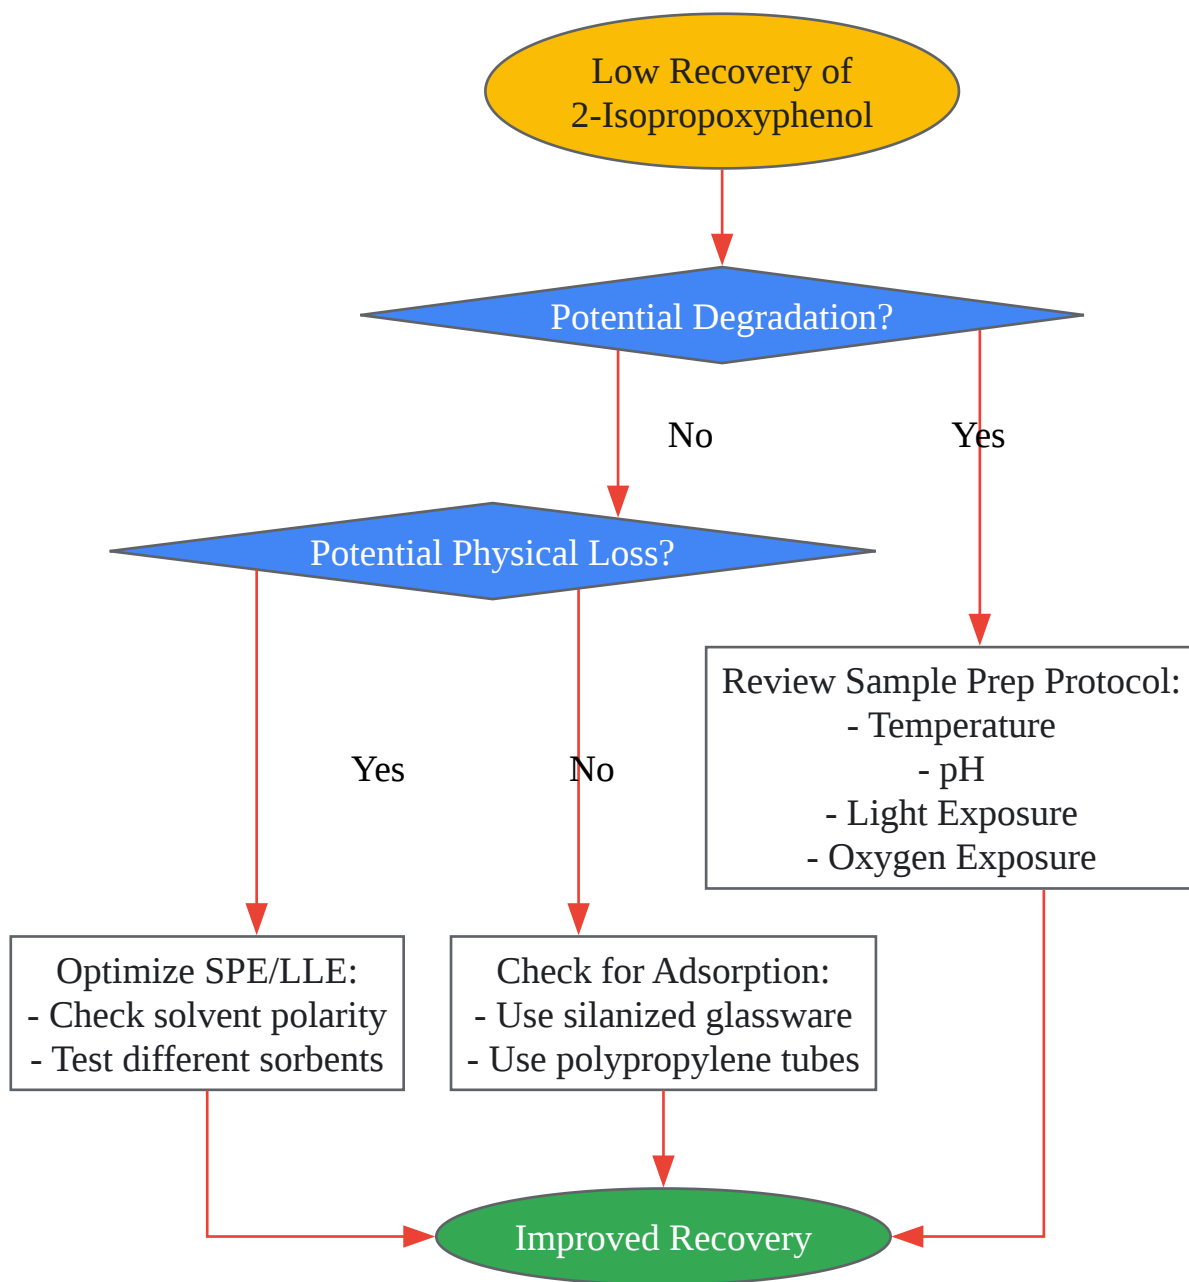 Low Recovery of
2-Isopropoxyphenol
Potential Degradation?
No
Yes
Potential Physical Loss?
Review Sample Prep Protocol:
- Temperature
- pH
- Light Exposure
- Oxygen Exposure
Yes
No
Optimize SPE/LLE:
- Check solvent polarity
- Test different sorbents
Check for Adsorption:
- Use silanized glassware
- Use polypropylene tubes
Improved Recovery